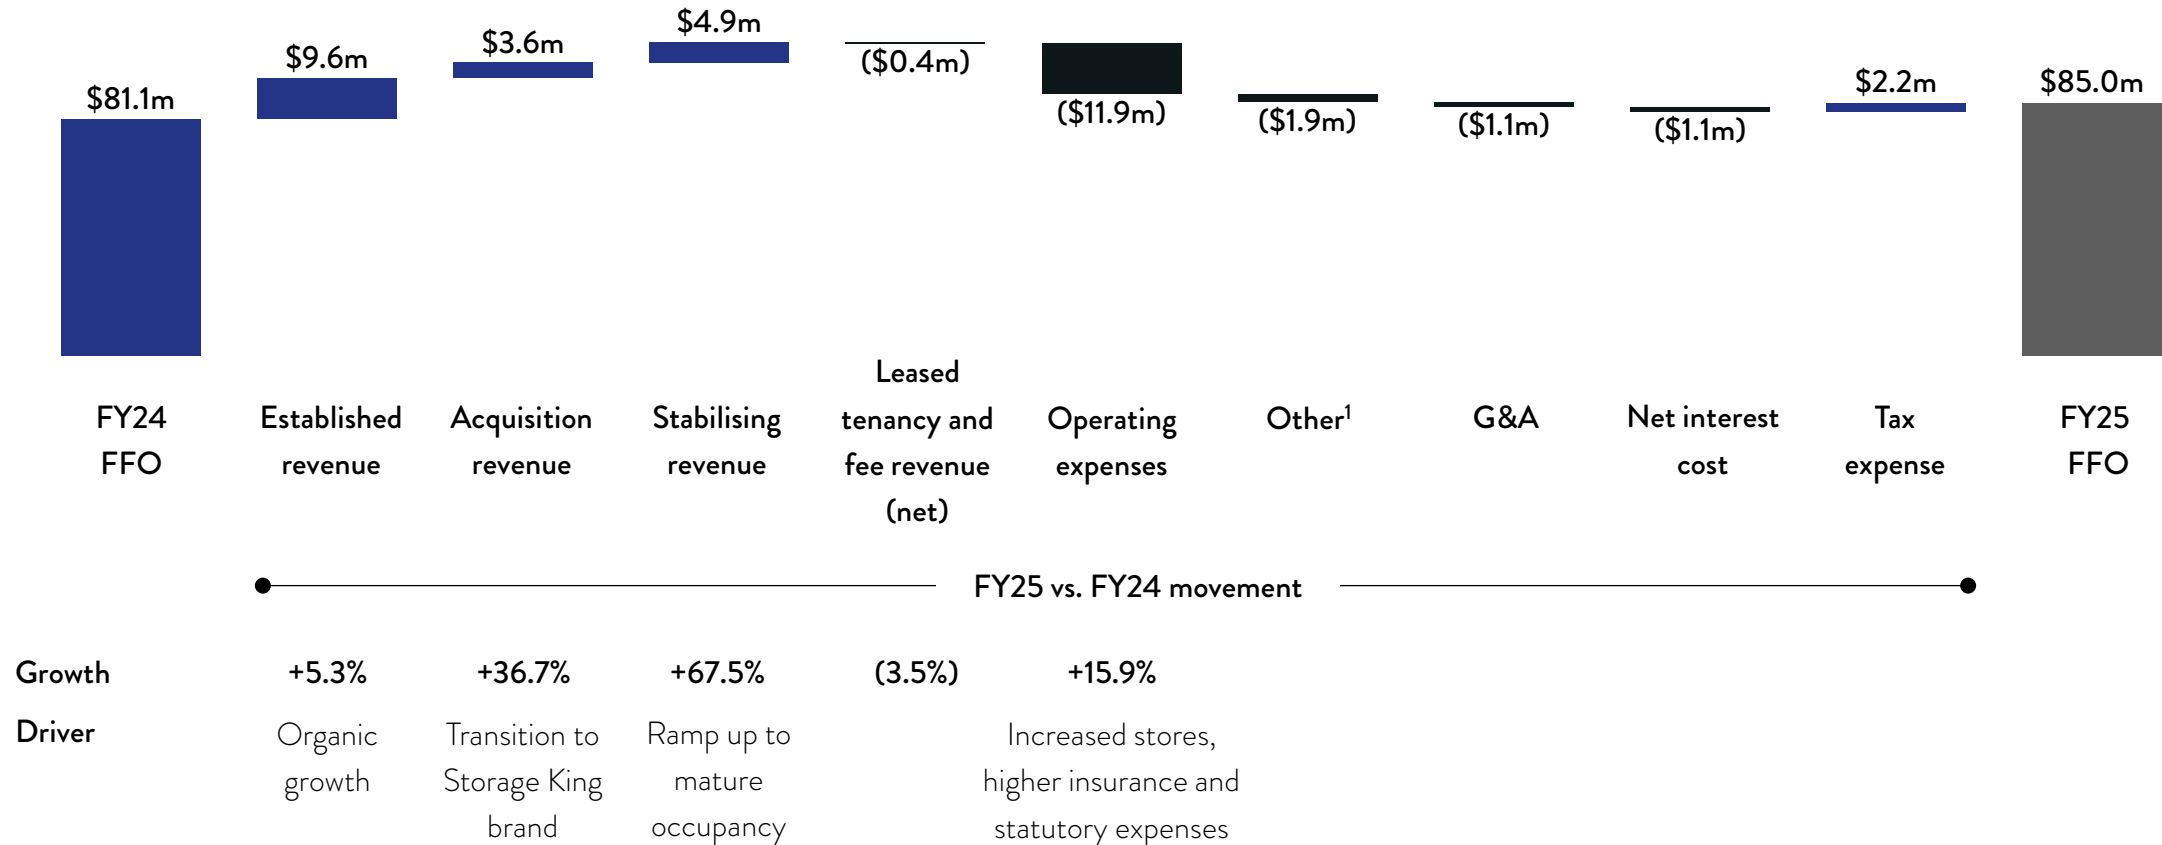 $81.1m
$9.6m
$3.6m
$4.9m
($0.4m)
($11.9m)
($1.9m)
($1.1m)
($1.1m)
$2.2m
$85.0m
FY24
FFO
Established
revenue
Acquisition
revenue
Stabilising
revenue
Leased
tenancy and
fee revenue
(net)
Operating
expenses
Other¹
G&A
Net interest
cost
Tax
expense
FY25
FFO
FY25 vs. FY24 movement
Growth
+5.3%
+36.7%
+67.5%
(3.5%)
+15.9%
Driver
Organic
growth
Transition to
Storage King
brand
Ramp up to
mature
occupancy
Increased stores,
higher insurance and
statutory expenses